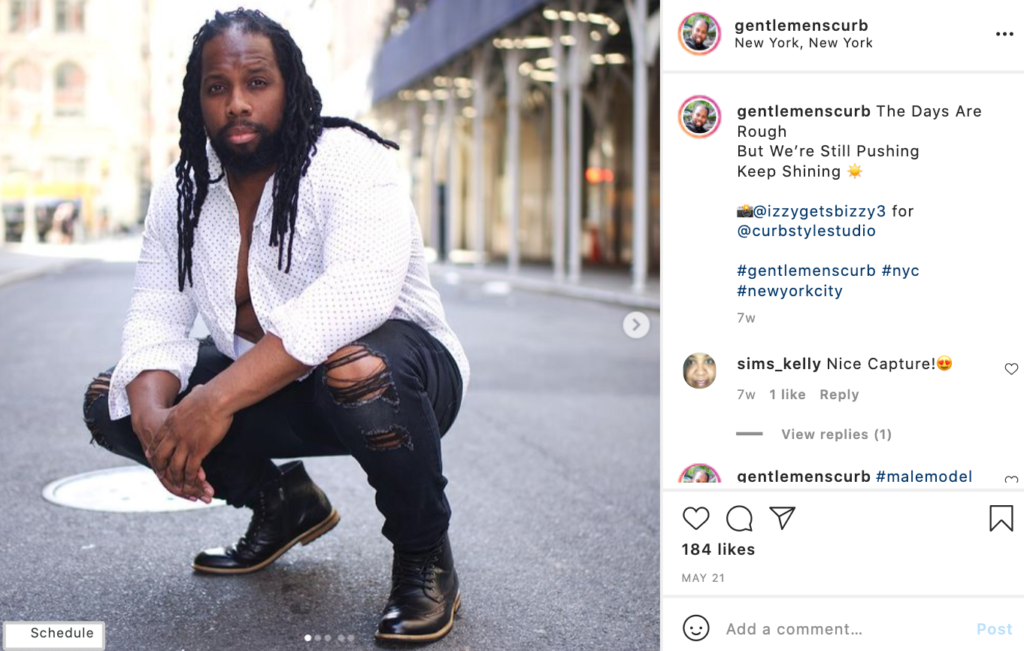 gentlemenscurb
New York, New York
gentlemenscurb The Days Are
Rough
But We’re Still Pushing
Keep Shining ☀️
📸@izzygetsbizzy3 for
@curbstylestudio
#gentlemenscurb #nyc
#newyorkcity
7w
sims_kelly Nice Capture!😍
7w 1 like Reply
View replies (1)
gentlemenscurb #malemodel
184 likes
MAY 21
Add a comment… Post
Schedule